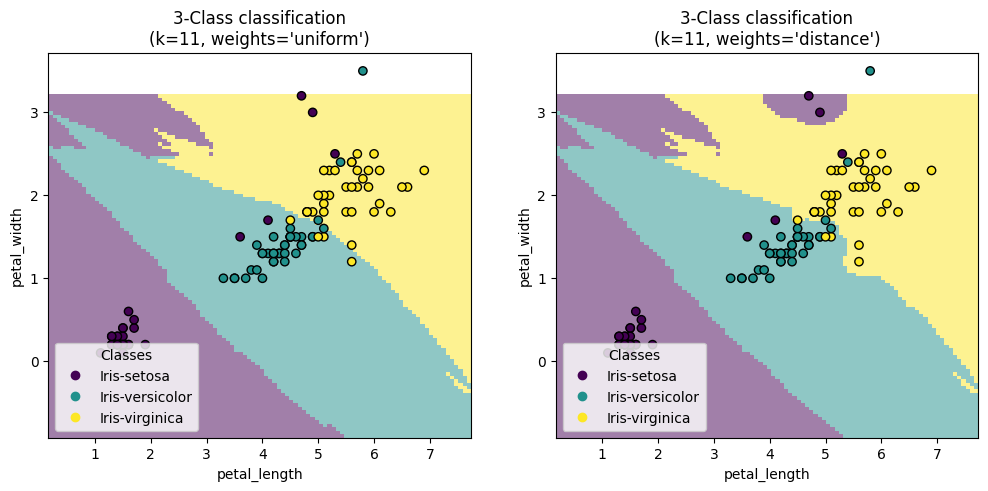 3-Class classification
(k=11, weights='uniform')
3
2
1
0
petal_width
Classes
Iris-setosa
Iris-versicolor
Iris-virginica
1 2 3 4 5 6 7
petal_length
3-Class classification
(k=11, weights='distance')
3
2
1
0
petal_width
Classes
Iris-setosa
Iris-versicolor
Iris-virginica
1 2 3 4 5 6 7
petal_length